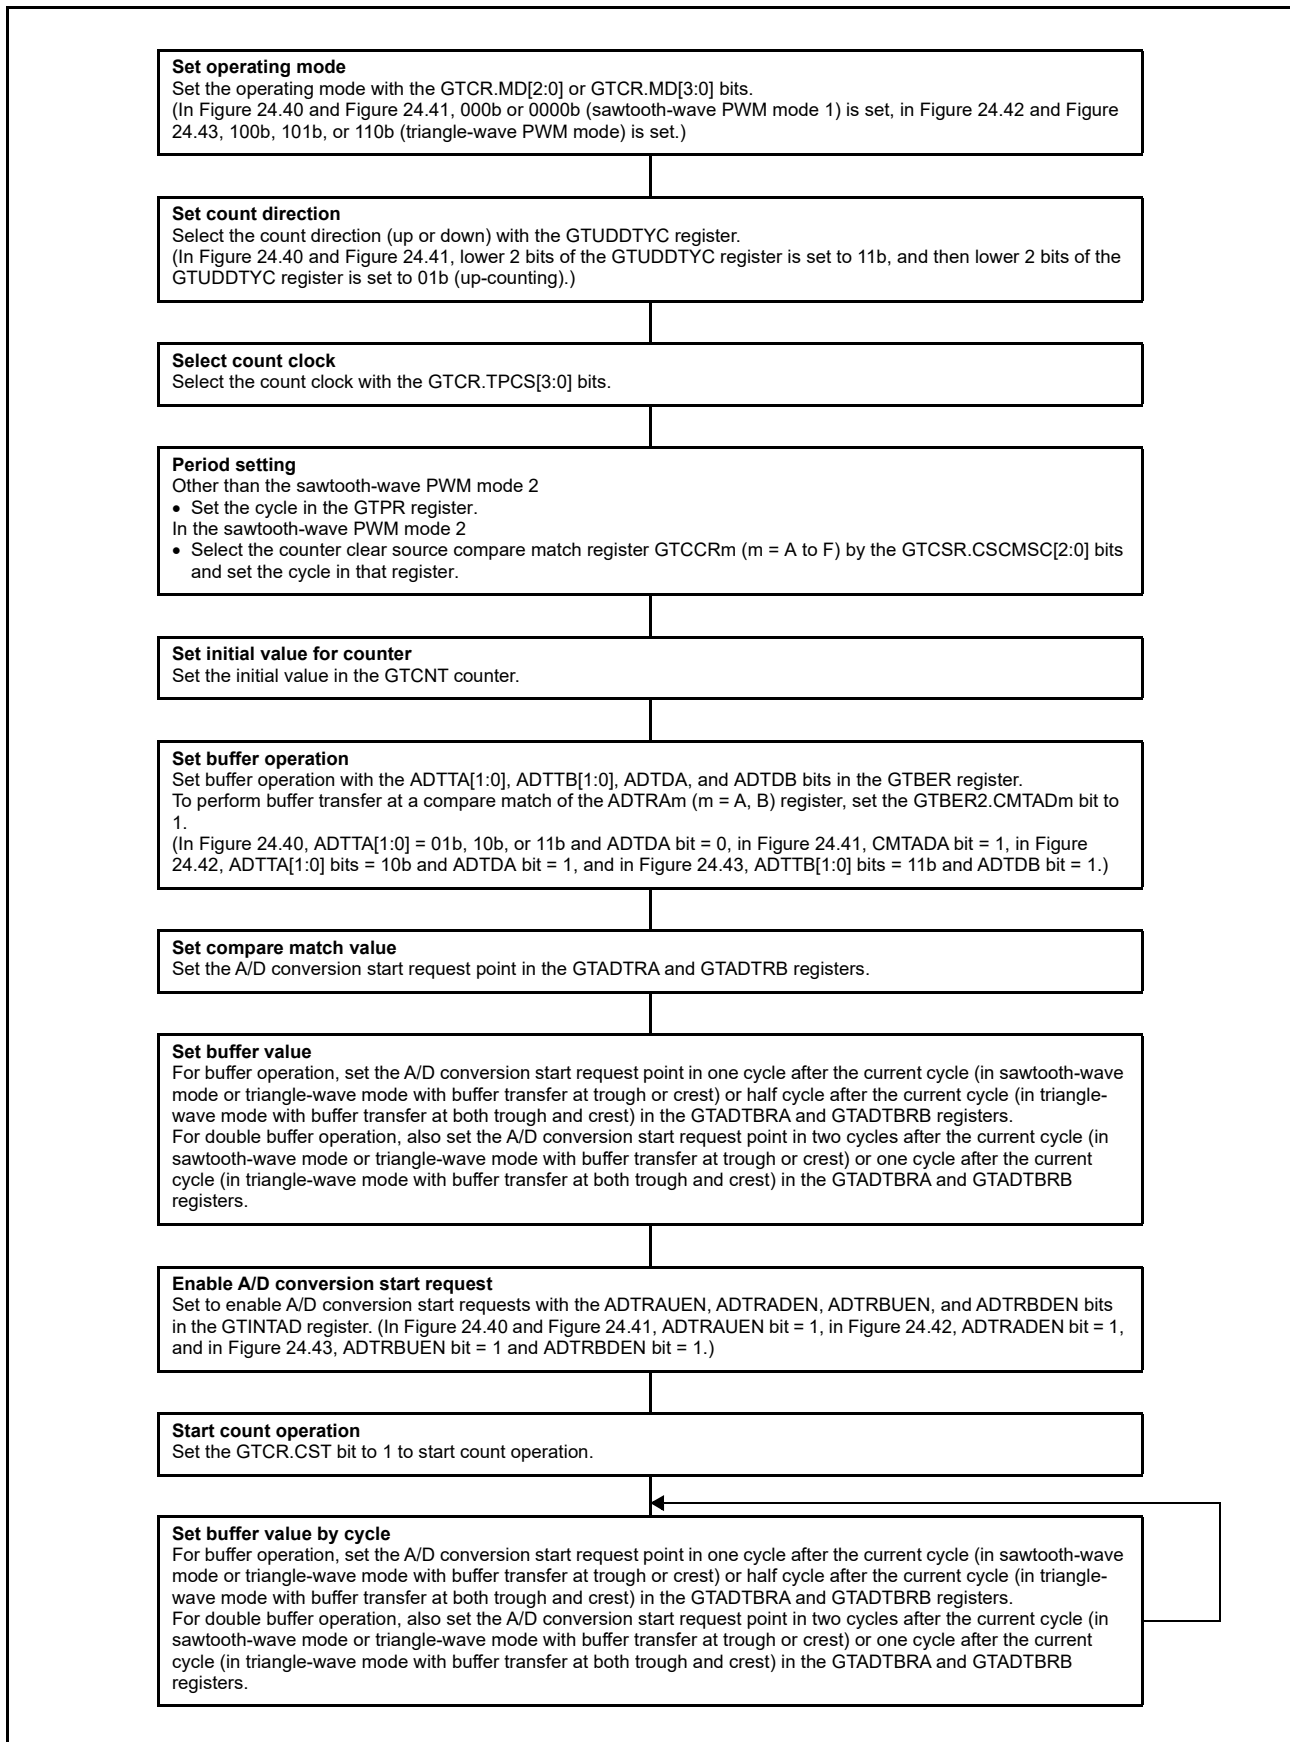 Set operating mode
Set the operating mode with the GTCR.MD[2:0] or GTCR.MD[3:0] bits.
(In Figure 24.40 and Figure 24.41, 000b or 0000b (sawtooth-wave PWM mode 1) is set, in Figure 24.42 and Figure
24.43, 100b, 101b, or 110b (triangle-wave PWM mode) is set.)
Set count direction
Select the count direction (up or down) with the GTUDDTYC register.
(In Figure 24.40 and Figure 24.41, lower 2 bits of the GTUDDTYC register is set to 11b, and then lower 2 bits of the
GTUDDTYC register is set to 01b (up-counting).)
Select count clock
Select the count clock with the GTCR.TPCS[3:0] bits.
Period setting
Other than the sawtooth-wave PWM mode 2
• Set the cycle in the GTPR register.
In the sawtooth-wave PWM mode 2
• Select the counter clear source compare match register GTCCRm (m = A to F) by the GTCSR.CSCMSC[2:0] bits
and set the cycle in that register.
Set initial value for counter
Set the initial value in the GTCNT counter.
Set buffer operation
Set buffer operation with the ADTTA[1:0], ADTTB[1:0], ADTDA, and ADTDB bits in the GTBER register.
To perform buffer transfer at a compare match of the ADTRAm (m = A, B) register, set the GTBER2.CMTADm bit to
1.
(In Figure 24.40, ADTTA[1:0] = 01b, 10b, or 11b and ADTDA bit = 0, in Figure 24.41, CMTADA bit = 1, in Figure
24.42, ADTTA[1:0] bits = 10b and ADTDA bit = 1, and in Figure 24.43, ADTTB[1:0] bits = 11b and ADTDB bit = 1.)
Set compare match value
Set the A/D conversion start request point in the GTADTRA and GTADTRB registers.
Set buffer value
For buffer operation, set the A/D conversion start request point in one cycle after the current cycle (in sawtooth-wave
mode or triangle-wave mode with buffer transfer at trough or crest) or half cycle after the current cycle (in triangle-
wave mode with buffer transfer at both trough and crest) in the GTADTBRA and GTADTBRB registers.
For double buffer operation, also set the A/D conversion start request point in two cycles after the current cycle (in
sawtooth-wave mode or triangle-wave mode with buffer transfer at trough or crest) or one cycle after the current
cycle (in triangle-wave mode with buffer transfer at both trough and crest) in the GTADTBRA and GTADTBRB
registers.
Enable A/D conversion start request
Set to enable A/D conversion start requests with the ADTRAUEN, ADTRADEN, ADTRBUEN, and ADTRBDEN bits
in the GTINTAD register. (In Figure 24.40 and Figure 24.41, ADTRAUEN bit = 1, in Figure 24.42, ADTRADEN bit = 1,
and in Figure 24.43, ADTRBUEN bit = 1 and ADTRBDEN bit = 1.)
Start count operation
Set the GTCR.CST bit to 1 to start count operation.
Set buffer value by cycle
For buffer operation, set the A/D conversion start request point in one cycle after the current cycle (in sawtooth-wave
mode or triangle-wave mode with buffer transfer at trough or crest) or half cycle after the current cycle (in triangle-
wave mode with buffer transfer at both trough and crest) in the GTADTBRA and GTADTBRB registers.
For double buffer operation, also set the A/D conversion start request point in two cycles after the current cycle (in
sawtooth-wave mode or triangle-wave mode with buffer transfer at trough or crest) or one cycle after the current
cycle (in triangle-wave mode with buffer transfer at both trough and crest) in the GTADTBRA and GTADTBRB
registers.